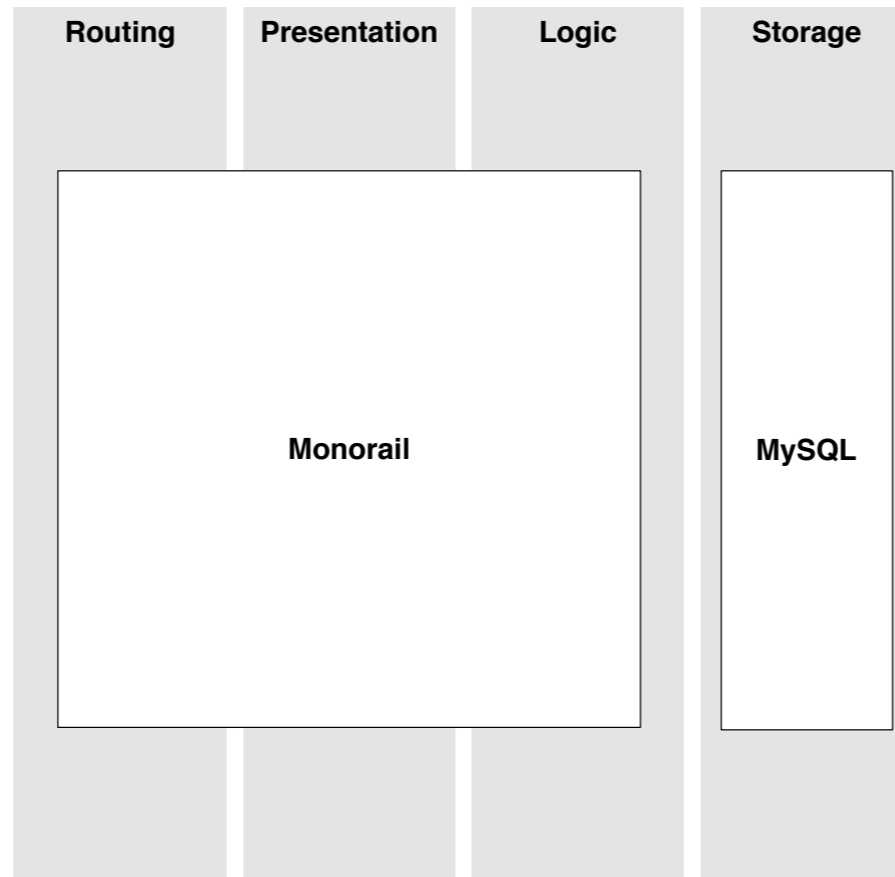 Routing
Presentation
Logic
Storage
Monorail
MySQL